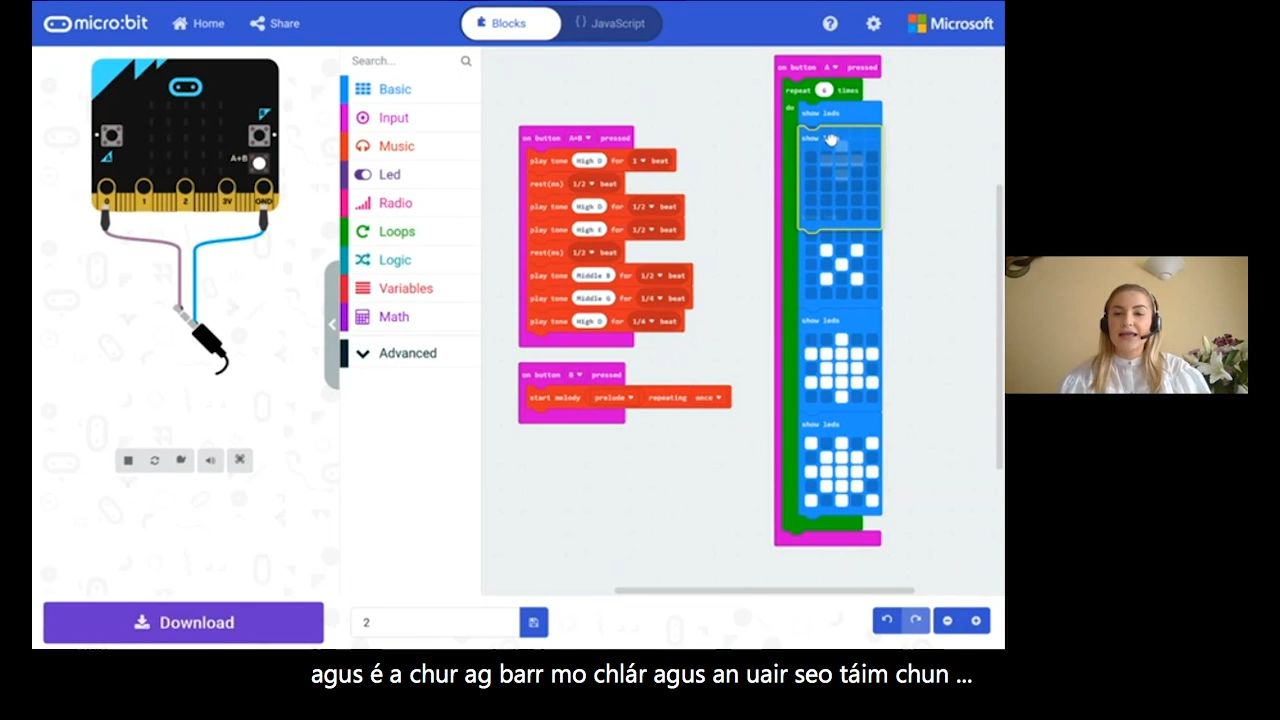 micro:bit
Home
Share
Blocks
{} JavaScript
Microsoft
Search...
Basic
Input
Music
Led
Radio
Loops
Logic
Variables
Math
Advanced
A+B
0 1 2 3V GND
on button A+B pressed
play tone High D for 1 beat
rest(ms) 1/2 beat
play tone High D for 1/2 beat
play tone High E for 1/2 beat
rest(ms) 1/2 beat
play tone Middle B for 1/2 beat
play tone Middle G for 1/4 beat
play tone High D for 1/4 beat
on button B pressed
start melody prelude repeating once
on button A pressed
repeat 6 times
do
show leds
show
show leds
show leds
Download
2
agus é a chur ag barr mo chlár agus an uair seo táim chun ...